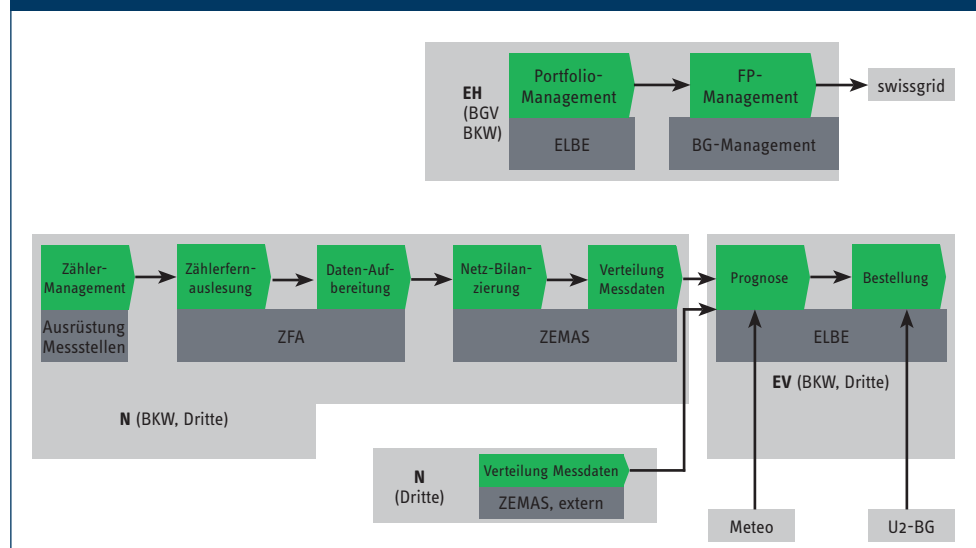 Portfolio-
Management
FP-
Management
swissgrid
EH
(BGV
BKW)
ELBE
BG-Management
Zähler-
Management
Zählerfern-
auslesung
Daten-Auf-
bereitung
Netz-Bilan-
zierung
Verteilung
Messdaten
Prognose
Bestellung
Ausrüstung
Messstellen
ZFA
ZEMAS
ELBE
EV (BKW, Dritte)
N (BKW, Dritte)
N
(Dritte)
Verteilung Messdaten
ZEMAS, extern
Meteo
U2-BG